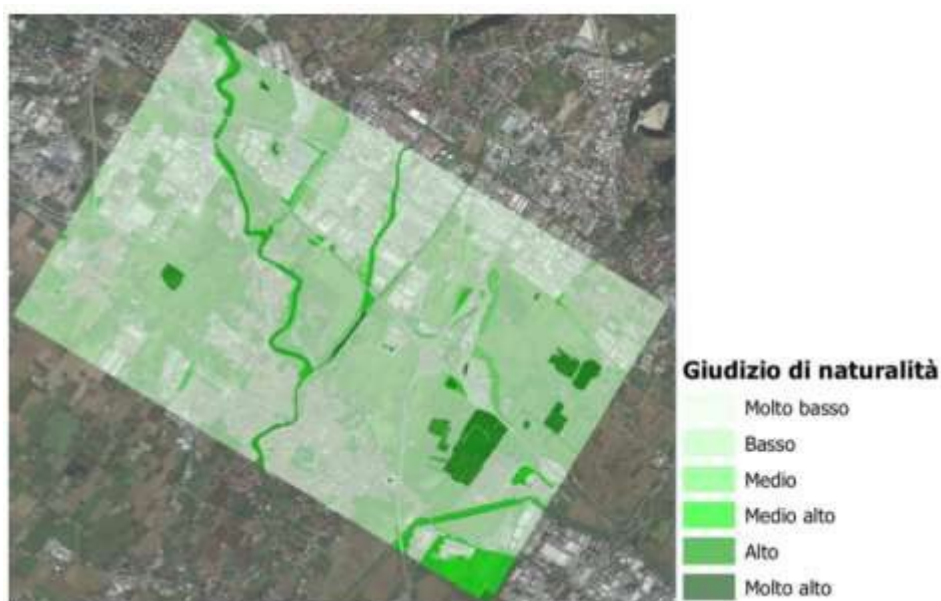 Giudizio di naturalità
Molto basso
Basso
Medio
Medio alto
Alto
Molto alto